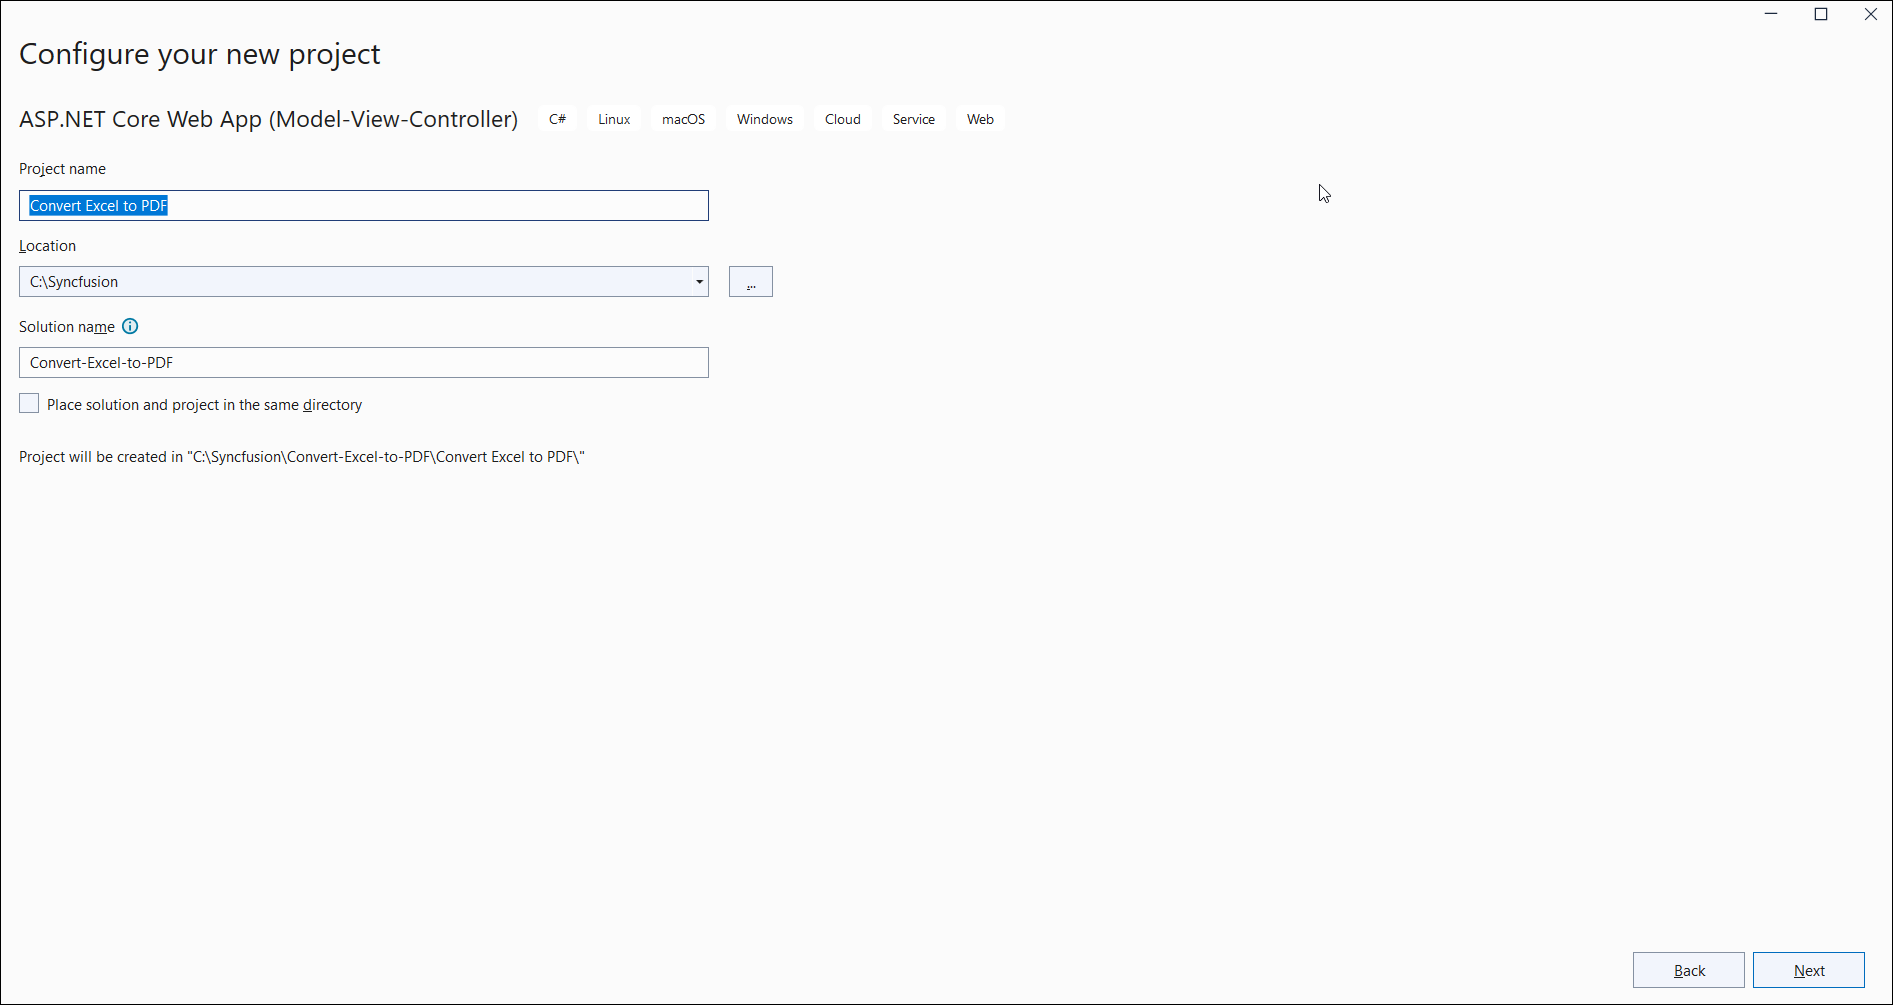 Configure your new project
ASP.NET Core Web App (Model-View-Controller) C# Linux macOS Windows Cloud Service Web
Project name
Convert Excel to PDF
Location
C:\Syncfusion
...
Solution name
Convert-Excel-to-PDF
Place solution and project in the same directory
Project will be created in "C:\Syncfusion\Convert-Excel-to-PDF\Convert Excel to PDF\"
Back Next